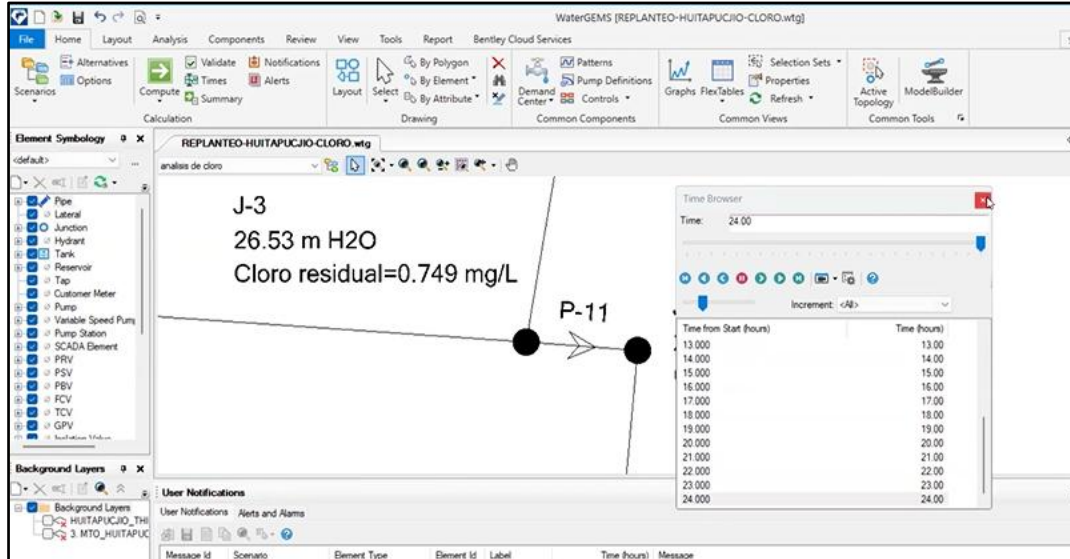 WaterGEMS [REPLANTEO-HUITAPUCJIO-CLORO.wtg]
File Home Layout Analysis Components Review View Tools Report Bentley Cloud Services
Scenarios
Alternatives
Options
Compute
Validate
Times
Summary
Notifications
Alerts
Calculation
Layout
Select
By Polygon
By Element
By Attribute
Drawing
Demand Center
Patterns
Pump Definitions
Controls
Common Components
Graphs
FlexTables
Selection Sets
Properties
Refresh
Common Views
Active Topology
ModelBuilder
Common Tools
Element Symbology
<default>
Pipe
Lateral
Junction
Hydrant
Tank
Reservoir
Tap
Customer Meter
Pump
Variable Speed Pump
Pump Station
SCADA Element
PRV
PSV
PBV
FCV
TCV
GPV
Background Layers
Background Layers
HUITAPUCJIO_THI
3. MTO_HUITAPUC
REPLANTEO-HUITAPUCJIO-CLORO.wtg
analisis de cloro
J-3
26.53 m H2O
Cloro residual=0.749 mg/L
P-11
Time Browser
Time: 24.00
Increment: <All>
Time from Start (hours) Time (hours)
13.000 13.00
14.000 14.00
15.000 15.00
16.000 16.00
17.000 17.00
18.000 18.00
19.000 19.00
20.000 20.00
21.000 21.00
22.000 22.00
23.000 23.00
24.000 24.00
User Notifications
User Notifications Alerts and Alarms
Message Id Scenario Element Type Element Id Label Time (hours) Message